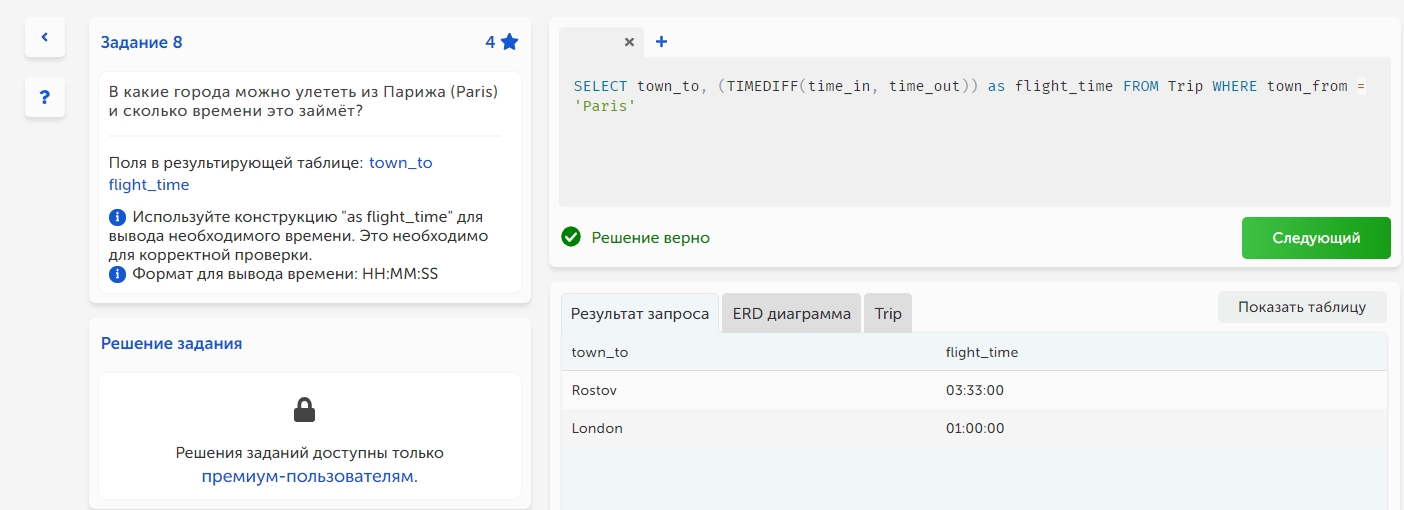 Задание 8
4
В какие города можно улететь из Парижа (Paris)
и сколько времени это займёт?
Поля в результирующей таблице: town_to
flight_time
Используйте конструкцию "as flight_time" для
вывода необходимого времени. Это необходимо
для корректной проверки.
Формат для вывода времени: HH:MM:SS
Решение задания
Решения заданий доступны только
премиум-пользователям.
SELECT town_to, (TIMEDIFF(time_in, time_out)) as flight_time FROM Trip WHERE town_from =
'Paris'
Решение верно
Следующий
Результат запроса
ERD диаграмма
Trip
Показать таблицу
town_to flight_time
Rostov 03:33:00
London 01:00:00